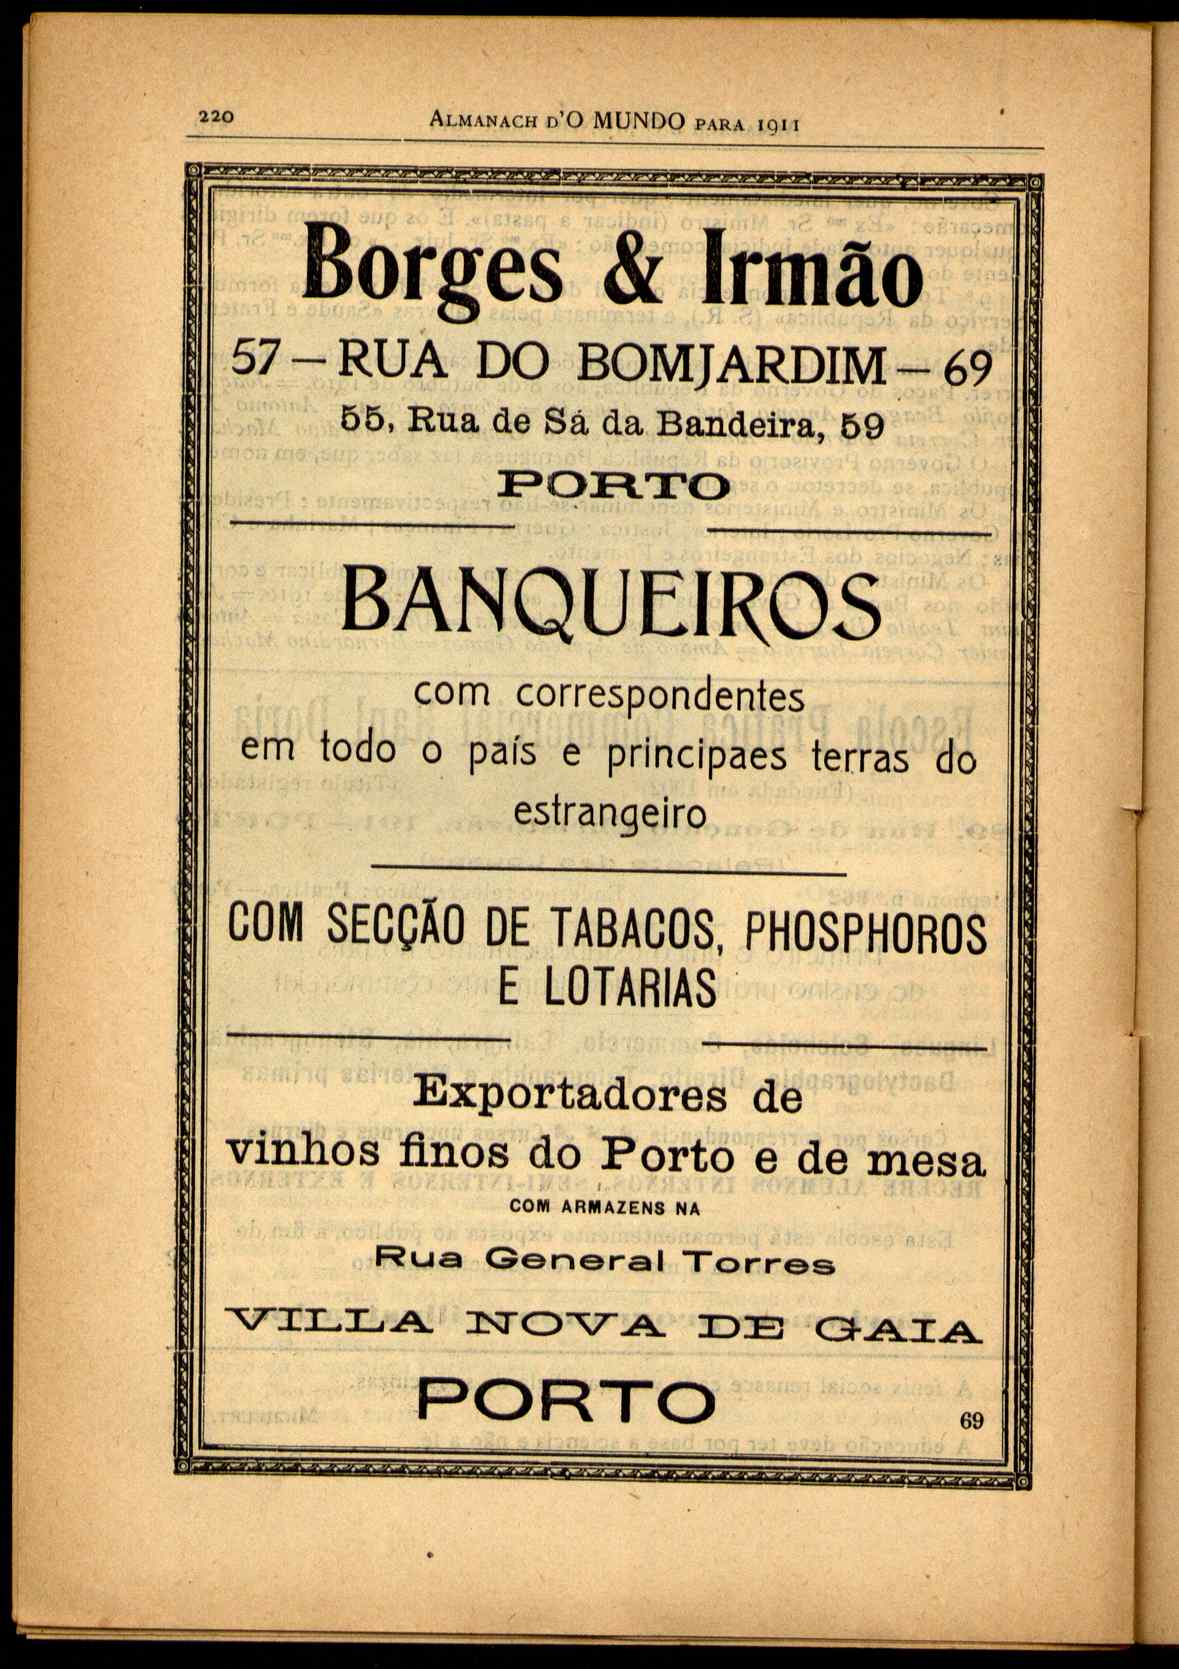 220
ALMANACH D'O MUNDO PARA 1911
Borges & Irmão
57—RUA DO BOMJARDIM—69
55, Rua de Sá da Bandeira, 59
PORTO
BANQUEIROS
com correspondentes
em todo o país e principaes terras do
estrangeiro
COM SECÇÃO DE TABACOS, PHOSPHOROS
E LOTARIAS
Exportadores de
vinhos finos do Porto e de mesa
COM ARMAZENS NA
Rua General Torres
VILLA NOVA DE GAIA
PORTO
69